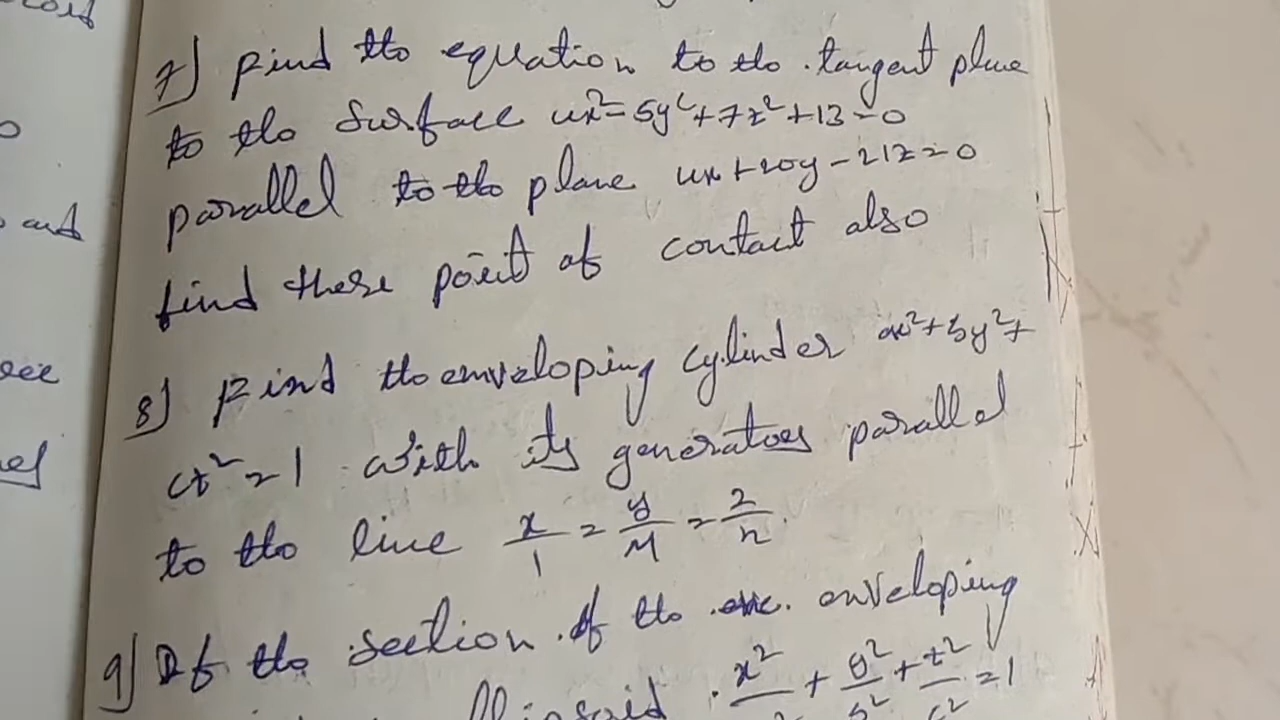 7) Find the equation to the tangent plane
to the surface 4x²-5y²+7z²+13=0
parallel to the plane 4x+20y-21z=0
find there point of contact also
8) Find the enveloping cylinder ax²+by²+
cz²=1 with its generators parallel
to the line x/l = y/M = z/n.
9) If the section of the enveloping
x² + y²/b² + z²/c² = 1
and